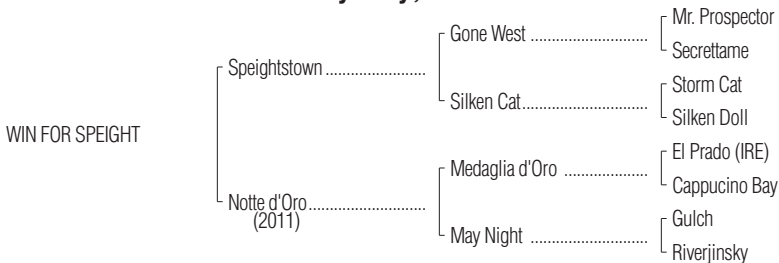 Mr. Prospector
Gone West ..............................
Secrettame
Speightstown .........................
Storm Cat
Silken Cat................................
Silken Doll
WIN FOR SPEIGHT
El Prado (IRE)
Medaglia d'Oro .....................
Cappucino Bay
Notte d'Oro.............................
(2011)
Gulch
May Night ..............................
Riverjinsky